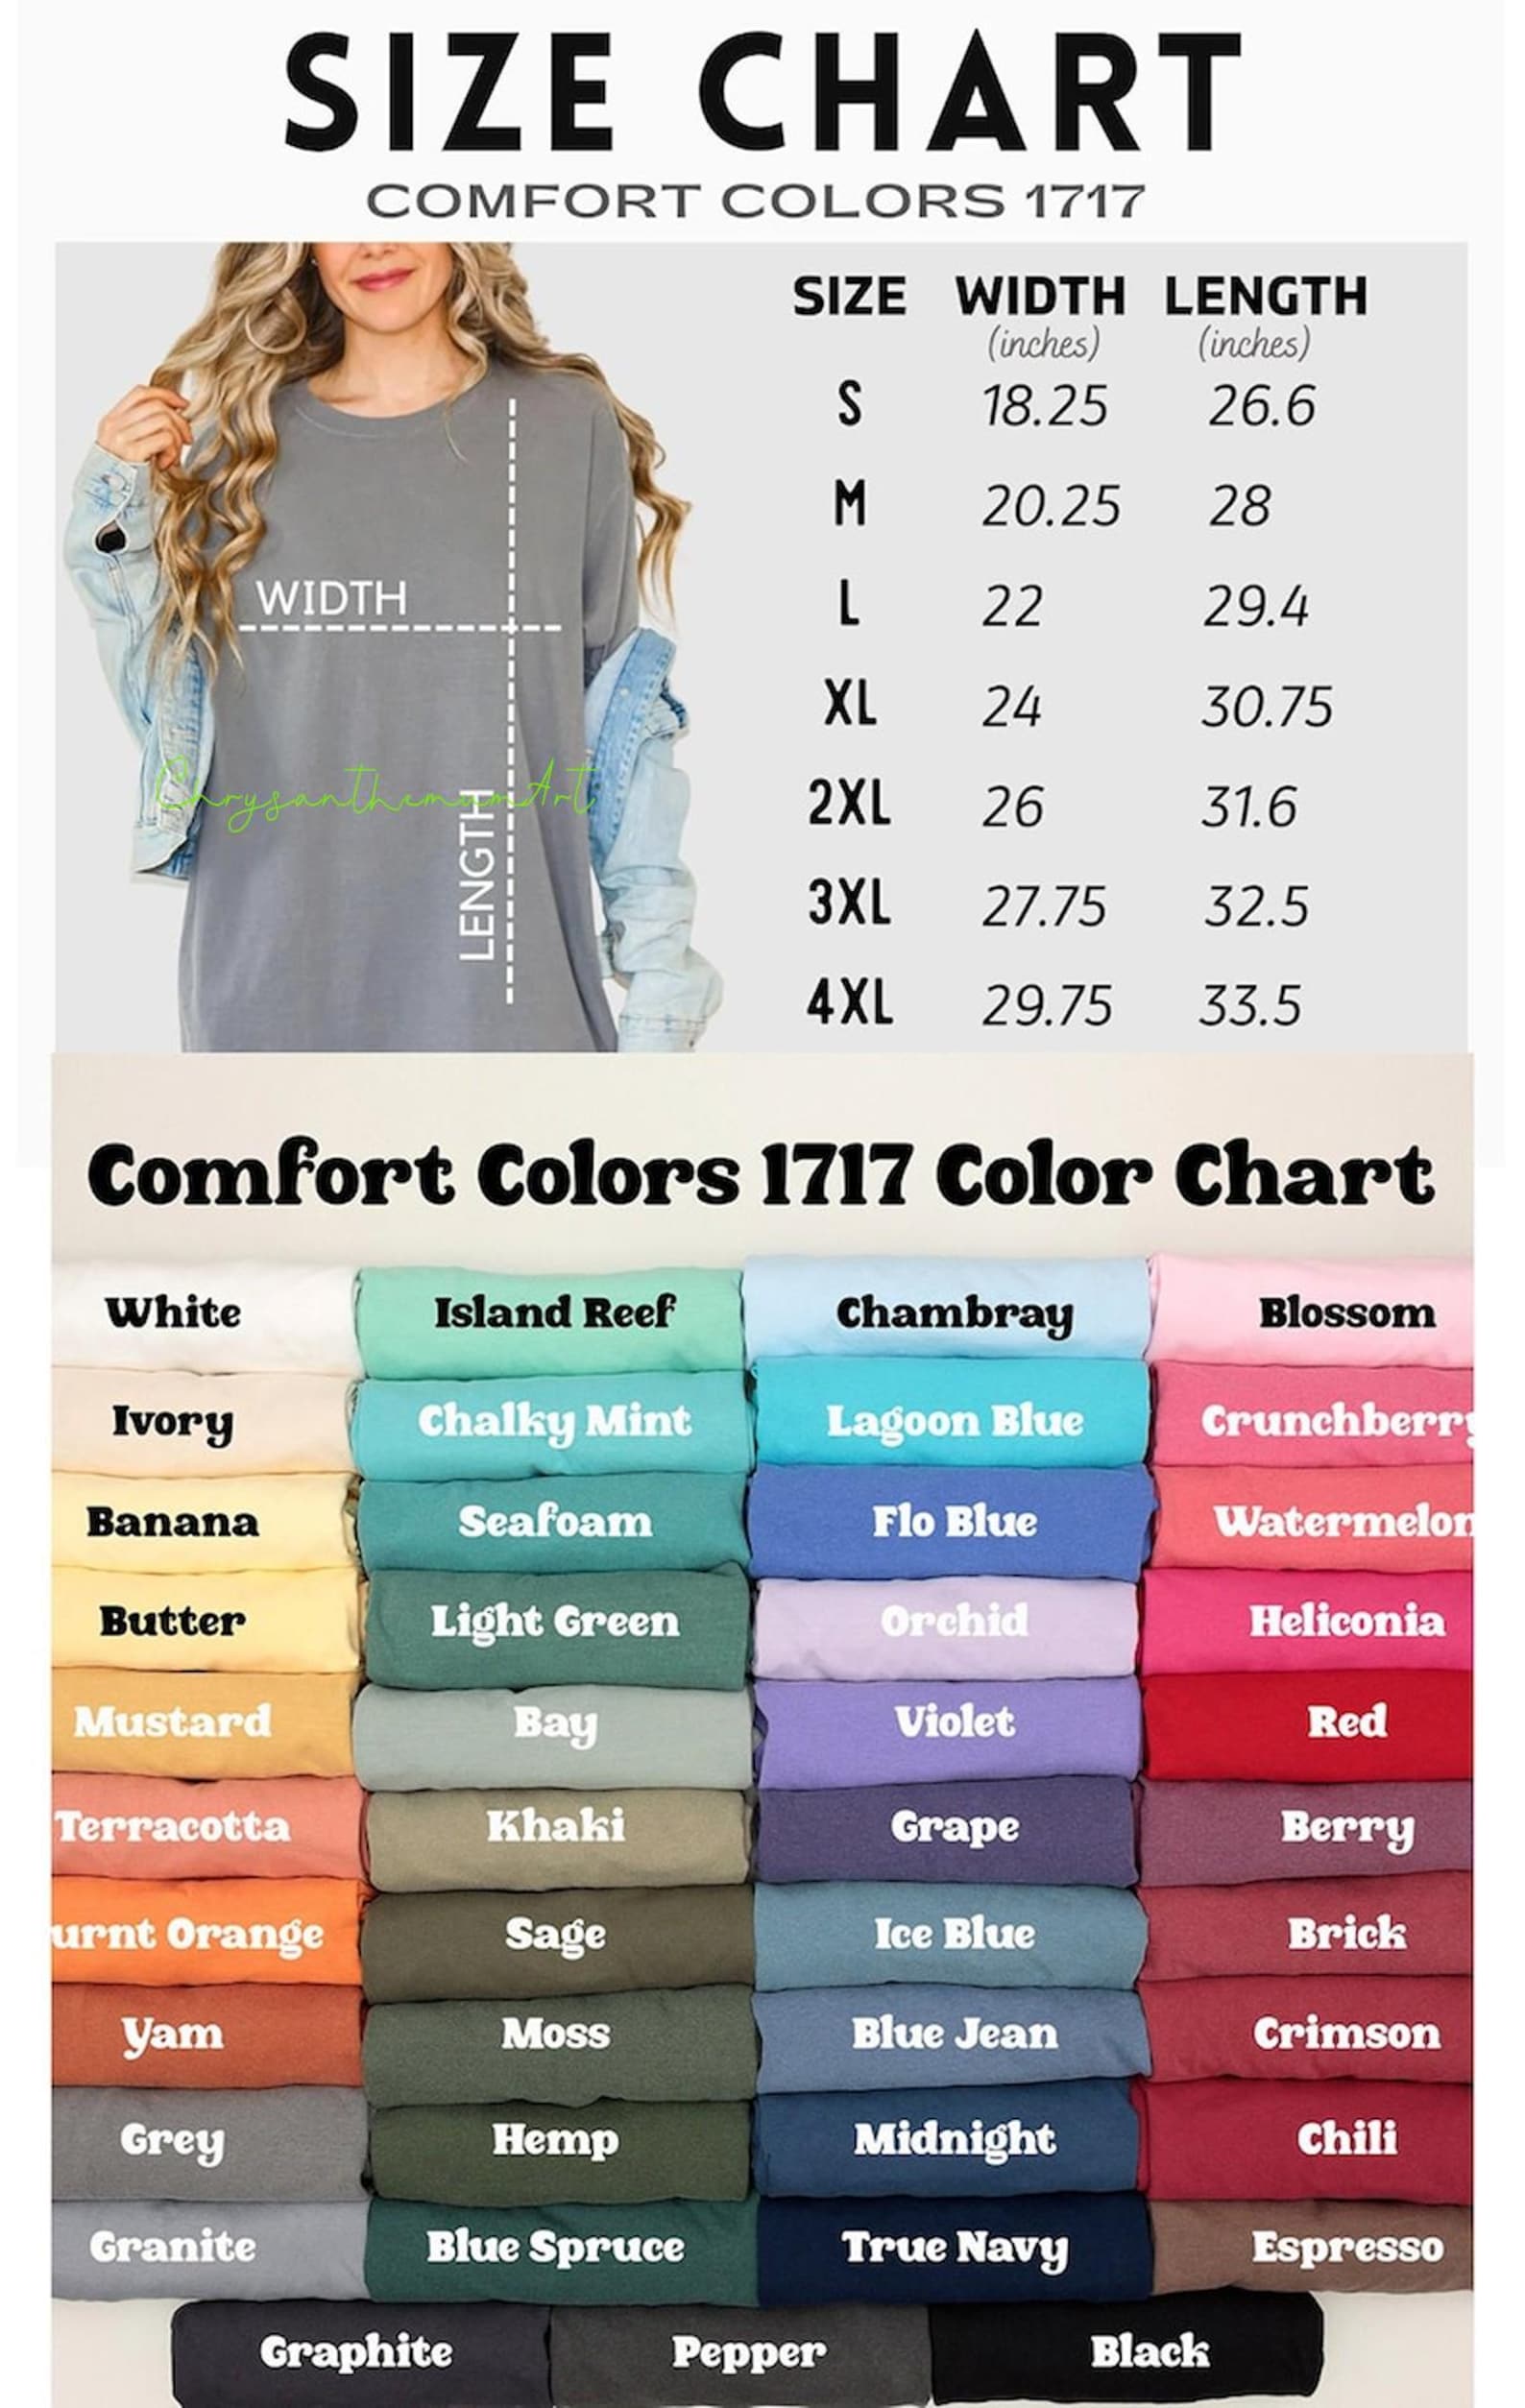 SIZE CHART
COMFORT COLORS 1717
SIZE WIDTH LENGTH
(inches) (inches)
S 18.25 26.6
M 20.25 28
L 22 29.4
XL 24 30.75
2XL 26 31.6
3XL 27.75 32.5
4XL 29.75 33.5
WIDTH
ChrysanthemumArt
LENGTH
Comfort Colors 1717 Color Chart
White Island Reef Chambray Blossom
Ivory Chalky Mint Lagoon Blue Crunchberry
Banana Seafoam Flo Blue Watermelon
Butter Light Green Orchid Heliconia
Mustard Bay Violet Red
Terracotta Khaki Grape Berry
urnt Orange Sage Ice Blue Brick
Yam Moss Blue Jean Crimson
Grey Hemp Midnight Chili
Granite Blue Spruce True Navy Espresso
Graphite Pepper Black